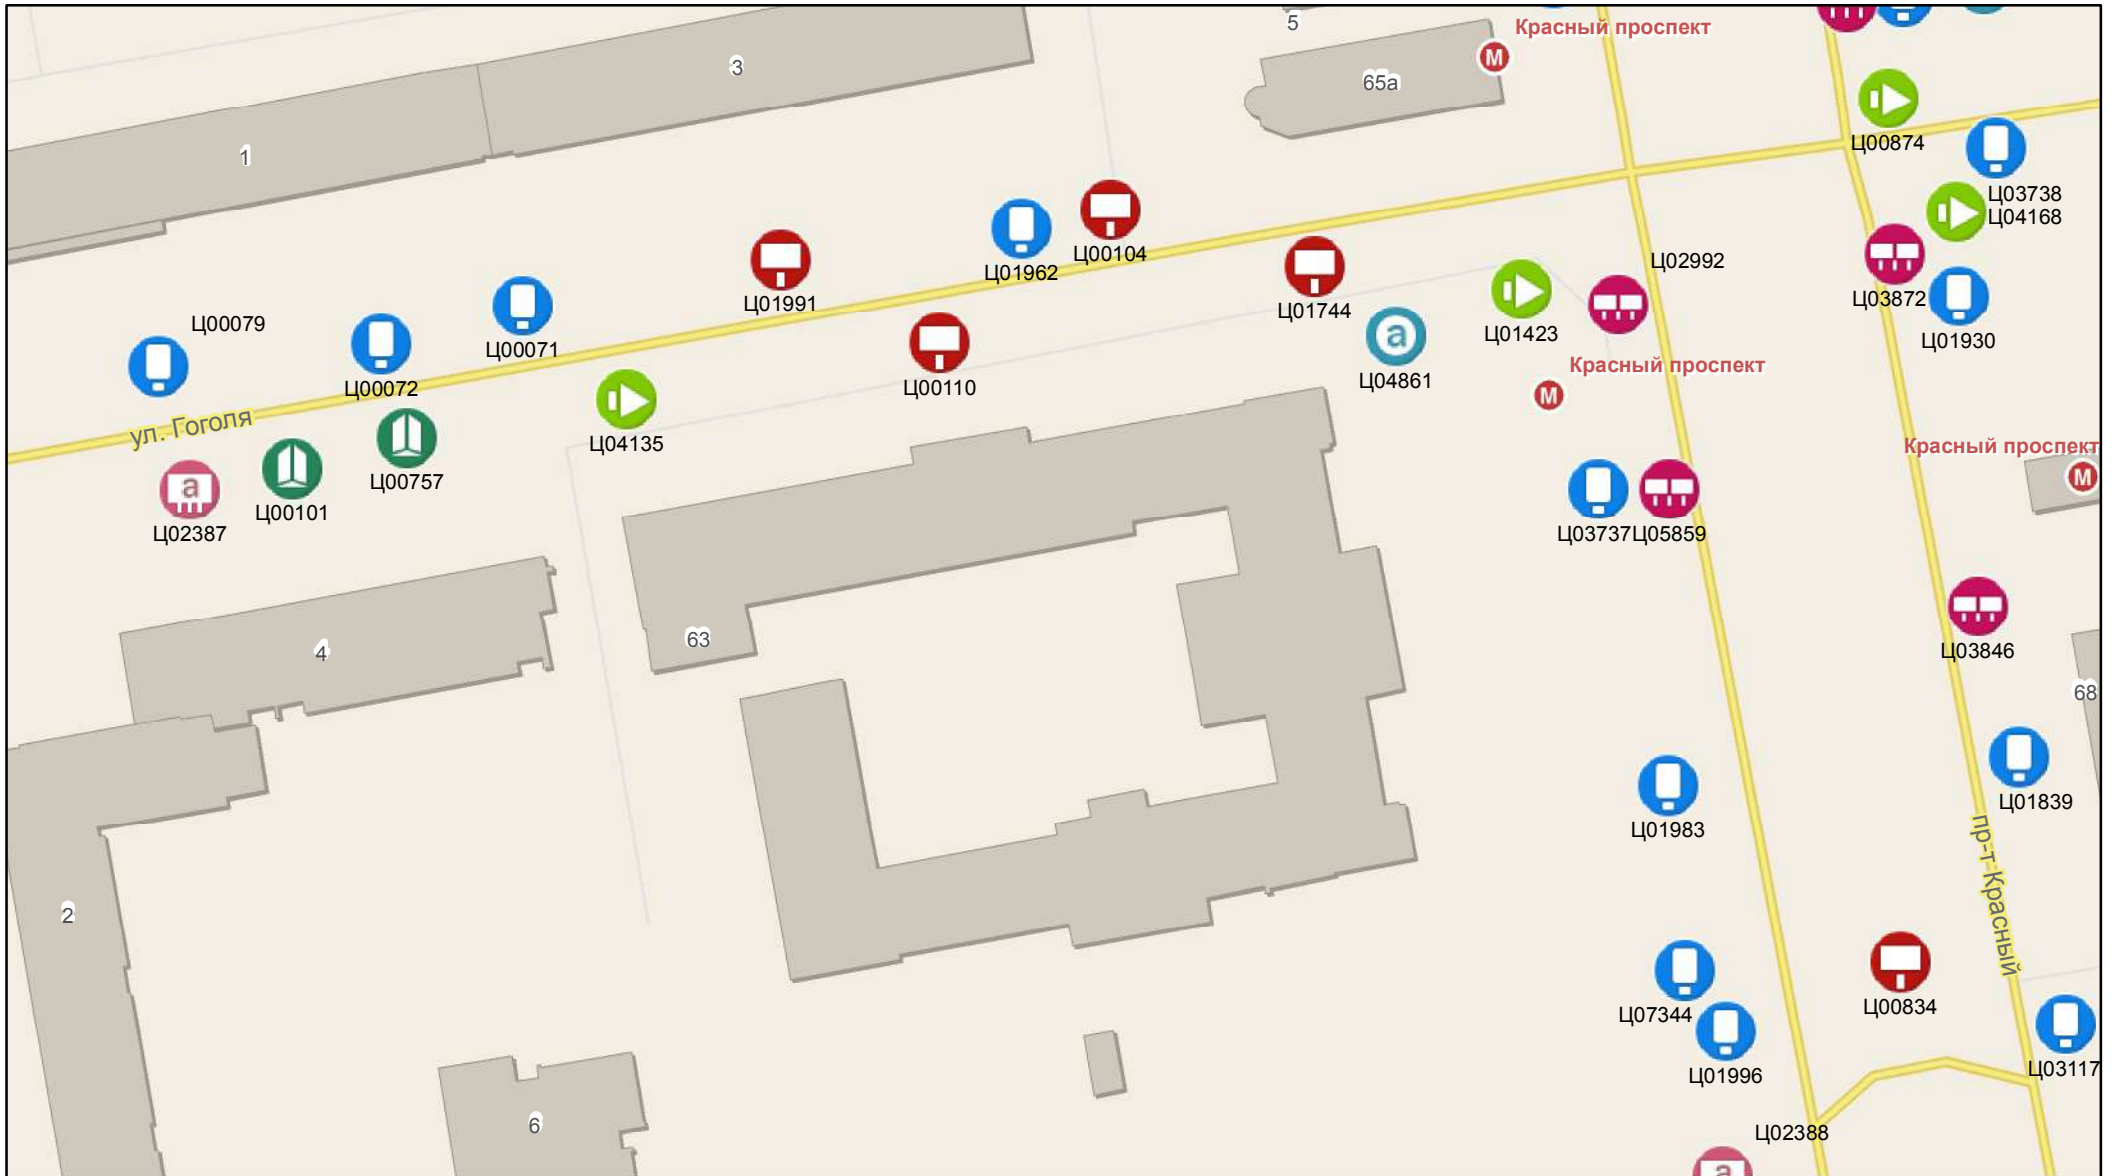 5
Красный проспект
М
3
65а
1
Ц00874
Ц03738
Ц04168
Ц01962
Ц00104
Ц02992
Ц01991
Ц01744
Ц03872
Ц00079
Ц00071
Ц01423
Ц01930
Ц00072
Ц00110
а
Ц04861
Красный проспект
М
ул. Гоголя
Ц04135
Красный проспект
М
Ц00757
а
Ц02387
Ц00101
Ц03737
Ц05859
4
63
Ц03846
68
Ц01839
Ц01983
2
пр-т Красный
Ц07344
Ц00834
Ц01996
Ц03117
6
Ц02388
а